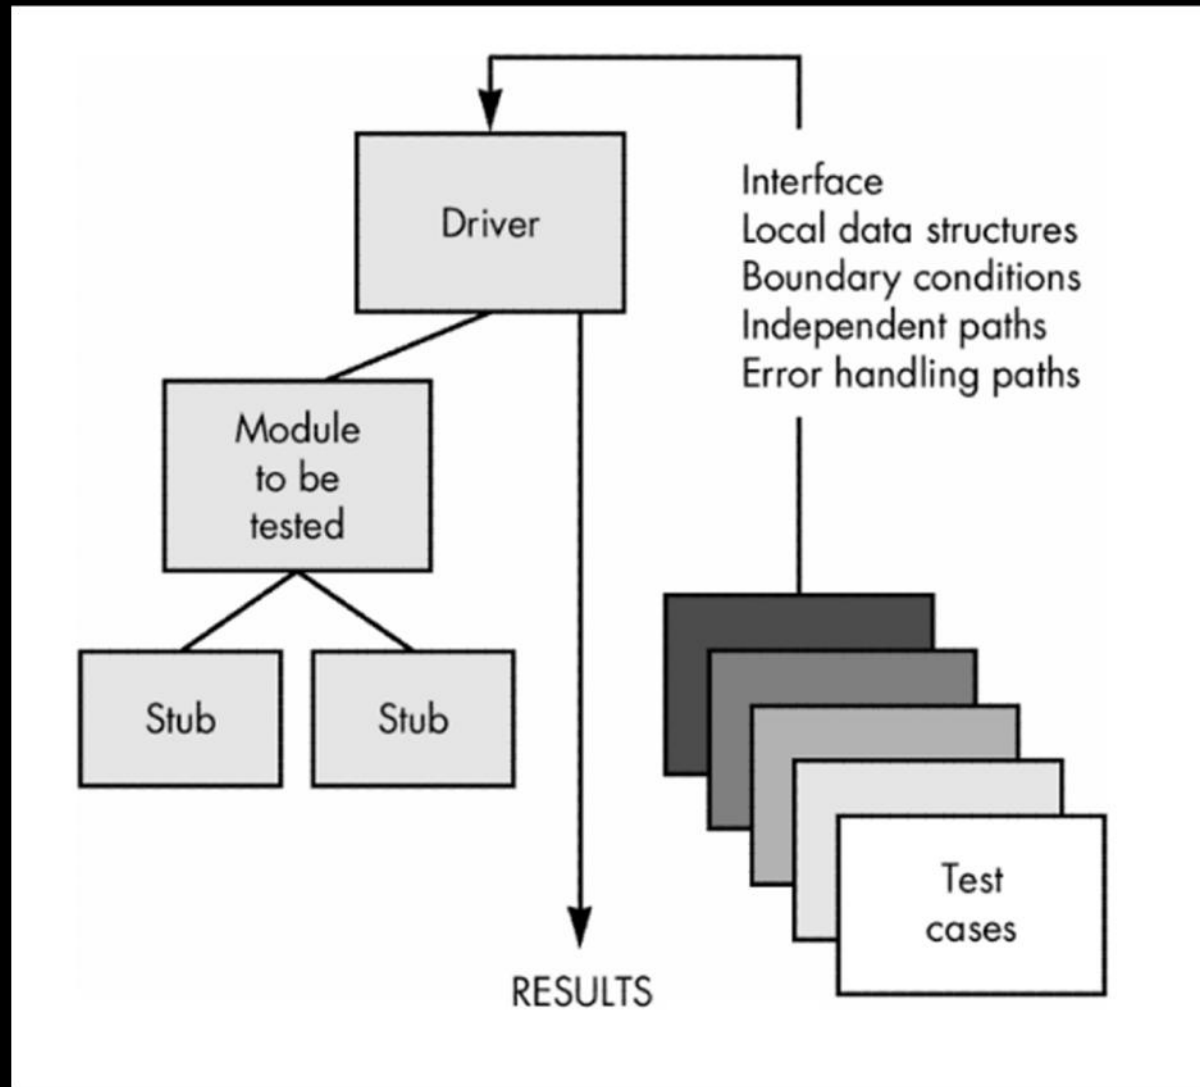 Driver
Interface
Local data structures
Boundary conditions
Independent paths
Error handling paths
Module
to be
tested
Stub
Stub
Test
cases
RESULTS